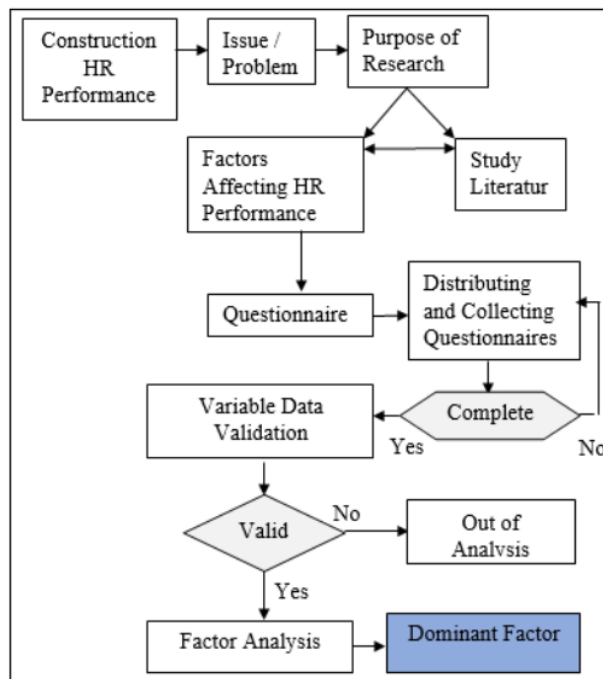 Construction
HR
Performance
Issue /
Problem
Purpose of
Research
Factors
Affecting HR
Performance
Study
Literatur
Questionnaire
Distributing
and Collecting
Questionnaires
Variable Data
Validation
Complete
Yes
No
Valid
No
Out of
Analysis
Yes
Factor Analysis
Dominant Factor